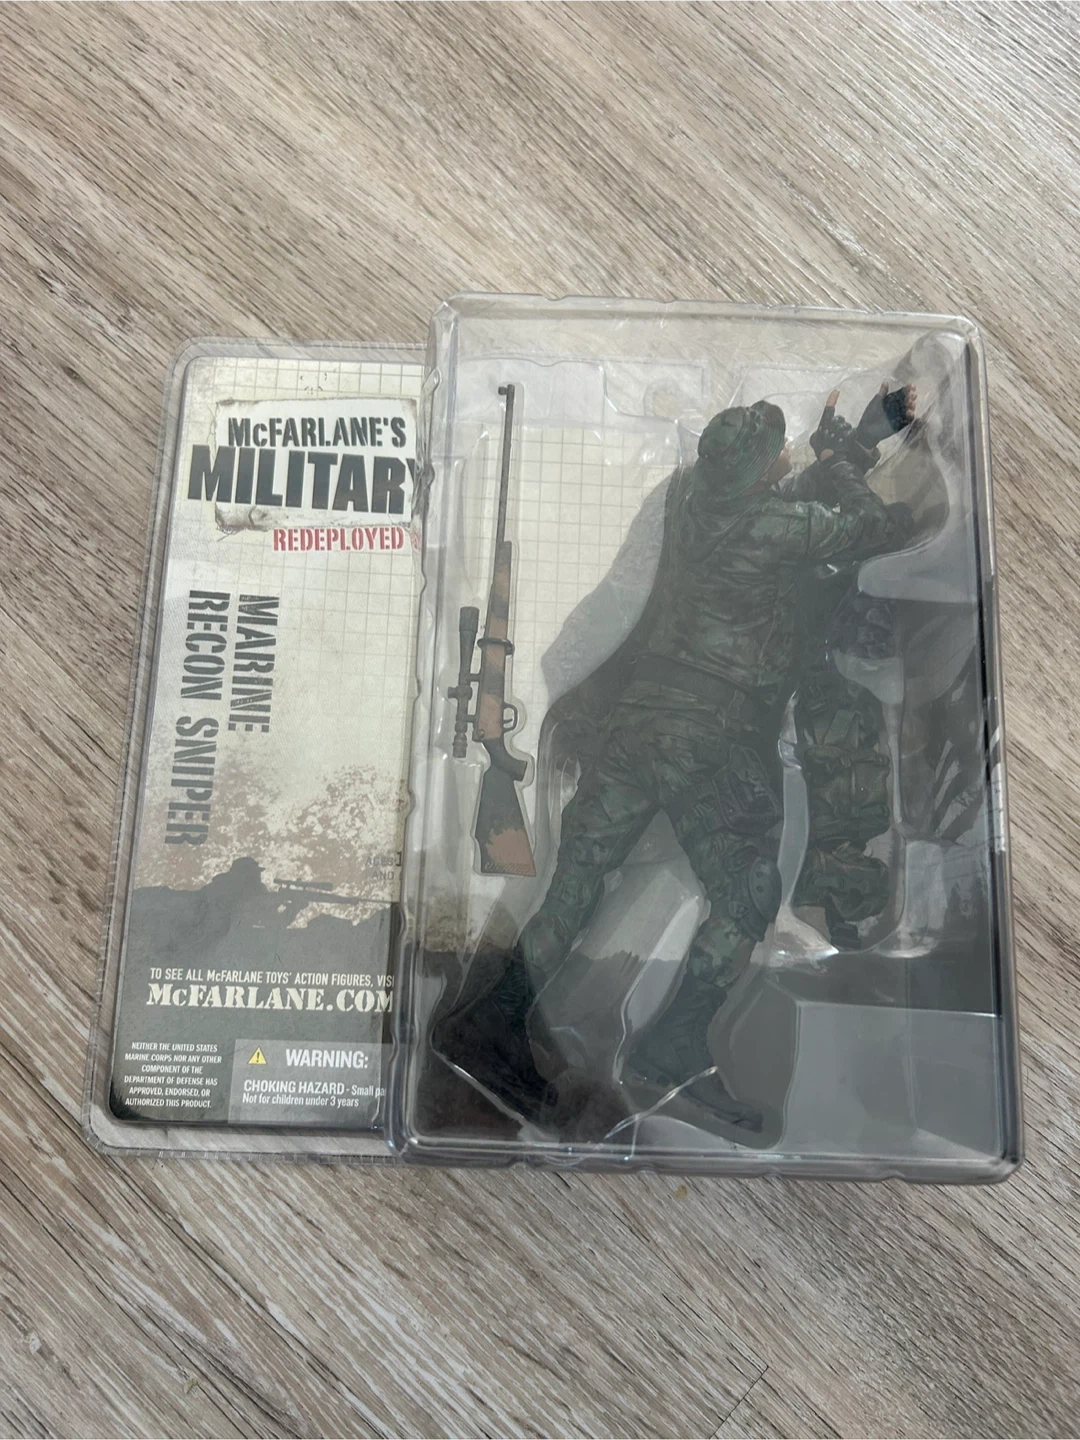 McFARLANE'S
MILITARY
REDEPLOYED
MARINE
RECON SNIPER
TO SEE ALL McFARLANE TOYS' ACTION FIGURES, VISI
McFARLANE.COM
NEITHER THE UNITED STATES
MARINE CORPS NOR ANY OTHER
COMPONENT OF THE
DEPARTMENT OF DEFENSE HAS
APPROVED, ENDORSED, OR
AUTHORIZED THIS PRODUCT.
WARNING:
CHOKING HAZARD - Small pa
Not for children under 3 years